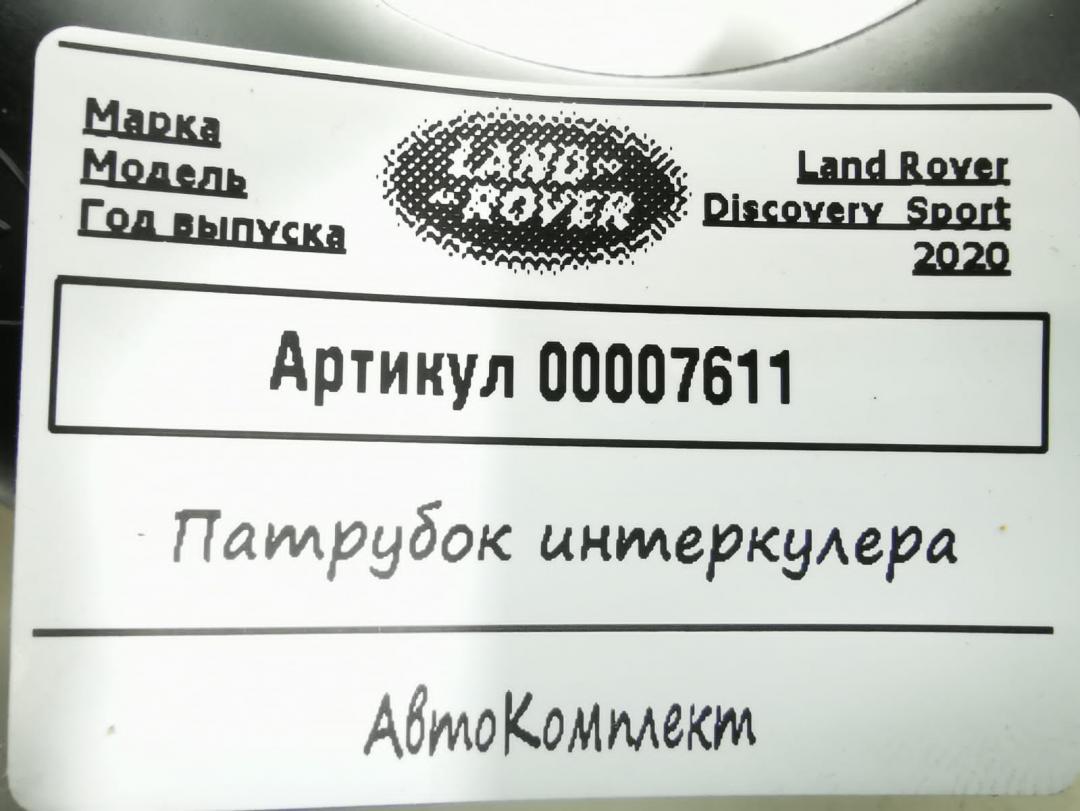 Марка
Модель
Год выпуска
LAND-
-ROVER
Land Rover
Discovery Sport
2020
Артикул 00007611
Патрубок интеркулера
АвтоКомплект